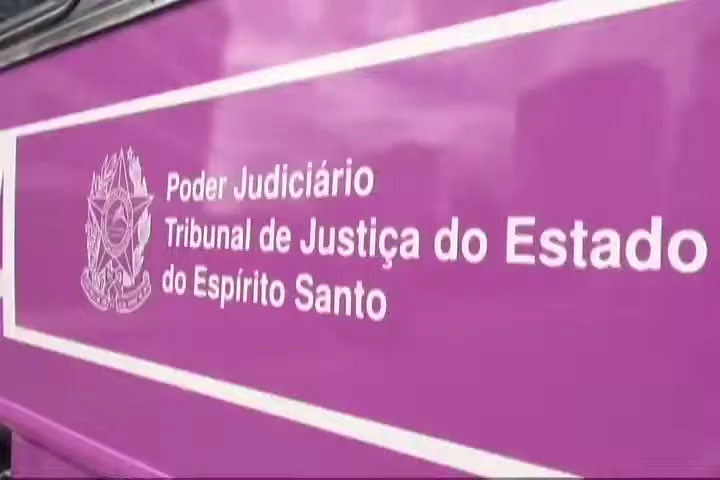 Poder Judiciário
Tribunal de Justiça do Estado
do Espírito Santo